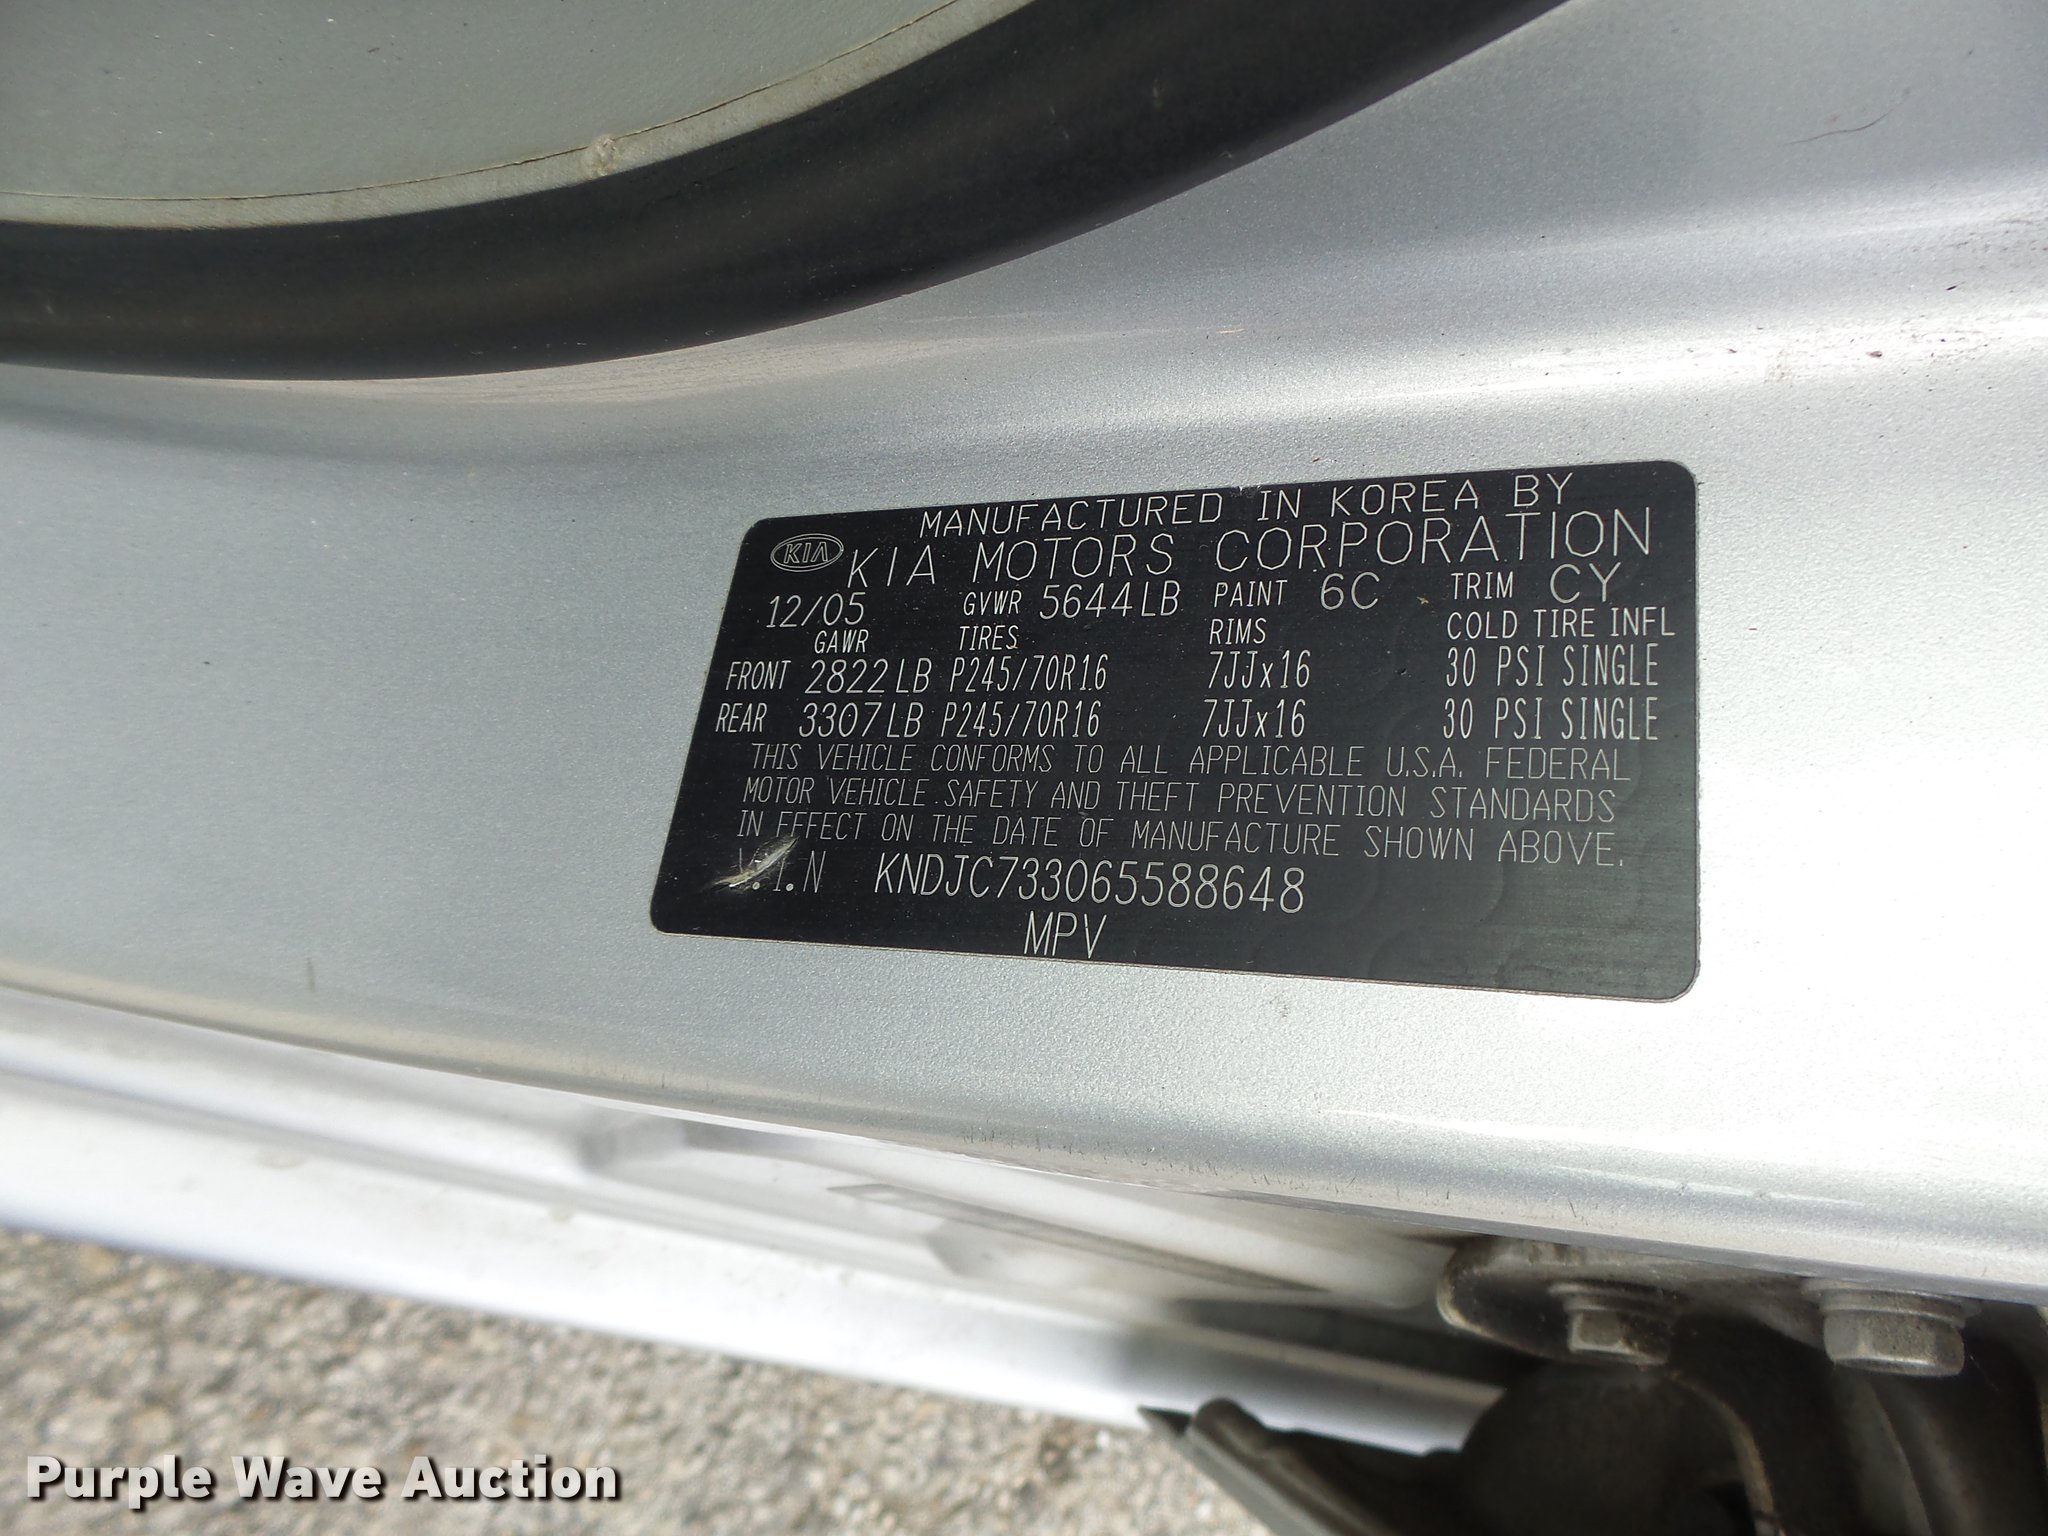 MANUFACTURED IN KOREA BY
KIA KIA MOTORS CORPORATION
12/05 GVWR 5644LB PAINT 6C TRIM CY
GAWR TIRES RIMS COLD TIRE INFL
FRONT 2822LB P245/70R16 7JJx16 30 PSI SINGLE
REAR 3307LB P245/70R16 7JJx16 30 PSI SINGLE
THIS VEHICLE CONFORMS TO ALL APPLICABLE U.S.A. FEDERAL
MOTOR VEHICLE SAFETY AND THEFT PREVENTION STANDARDS
IN EFFECT ON THE DATE OF MANUFACTURE SHOWN ABOVE.
V.I.N KNDJC733065588648
MPV
Purple Wave Auction